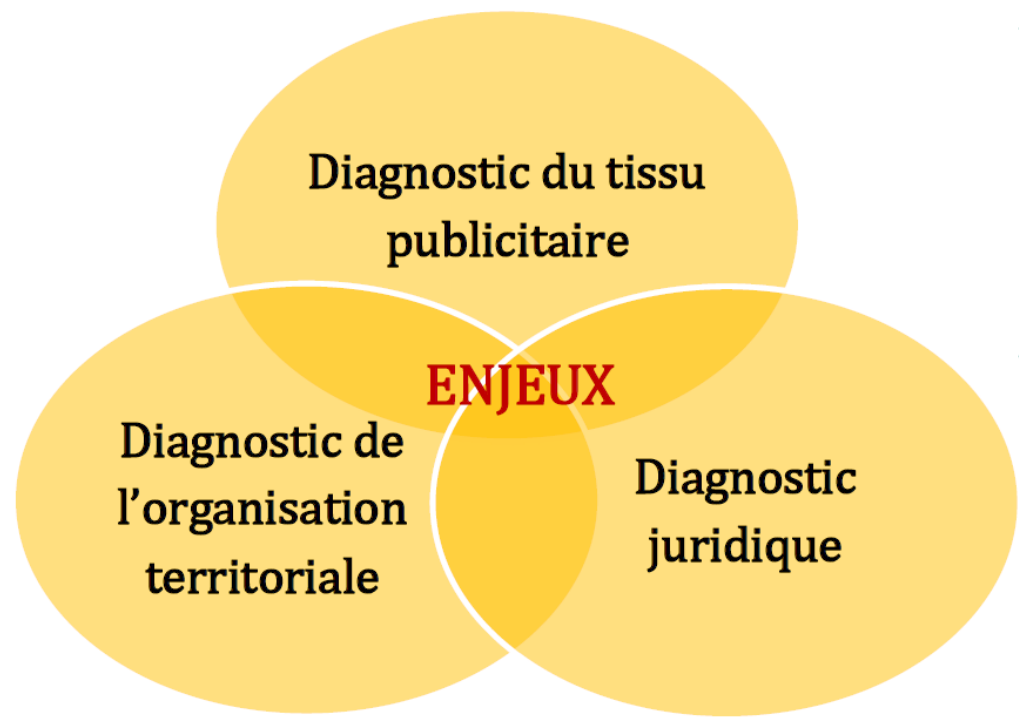 Diagnostic du tissu
publicitaire
ENJEUX
Diagnostic de
l’organisation
territoriale
Diagnostic
juridique